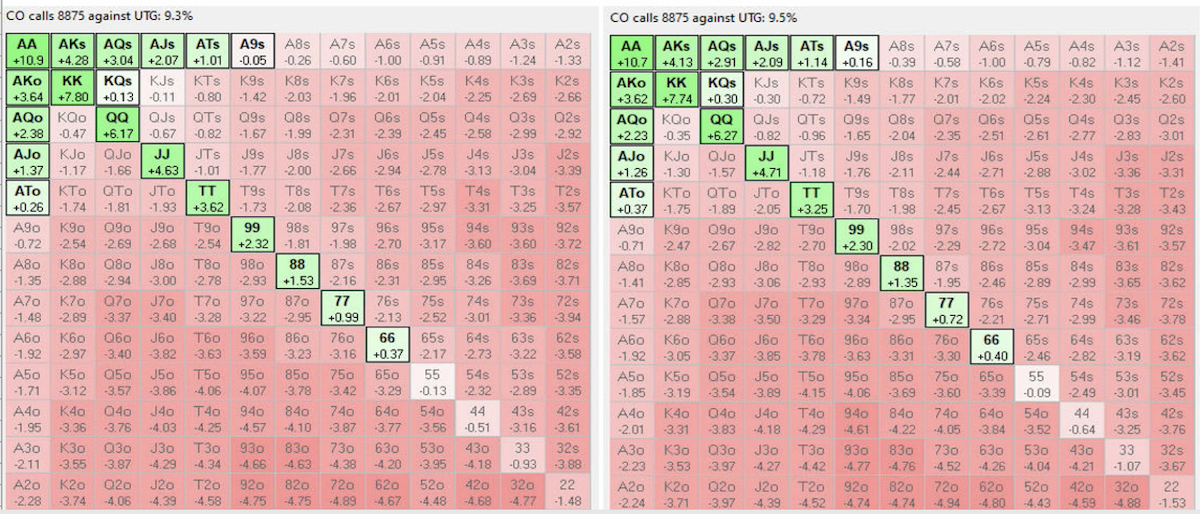 CO calls 8875 against UTG: 9.3%
AA AKs AQs AJs ATs A9s A8s A7s A6s A5s A4s A3s A2s
+10.9 +4.28 +3.04 +2.07 +1.01 -0.05 -0.26 -0.60 -1.00 -0.91 -0.89 -1.24 -1.33
AKo KK KQs KJs KTs K9s K8s K7s K6s K5s K4s K3s K2s
+3.64 +7.80 +0.13 -0.11 -0.80 -1.42 -2.03 -1.96 -2.01 -2.04 -2.25 -2.69 -2.66
AQo KQo QQ QJs QTs Q9s Q8s Q7s Q6s Q5s Q4s Q3s Q2s
+2.38 -0.47 +6.17 -0.67 -0.82 -1.67 -1.99 -2.31 -2.39 -2.45 -2.58 -2.99 -2.92
AJo KJo QJo JJ JTs J9s J8s J7s J6s J5s J4s J3s J2s
+1.37 -1.17 -1.66 +4.63 -1.01 -1.77 -2.00 -2.66 -2.94 -2.78 -3.13 -3.04 -3.39
ATo KTo QTo JTo TT T9s T8s T7s T6s T5s T4s T3s T2s
+0.26 -1.74 -1.81 -1.93 +3.62 -1.73 -2.08 -2.36 -2.67 -2.97 -3.31 -3.25 -3.57
A9o K9o Q9o J9o T9o 99 98s 97s 96s 95s 94s 93s 92s
-0.72 -2.54 -2.69 -2.68 -2.54 +2.32 -1.81 -1.98 -2.70 -3.17 -3.60 -3.60 -3.72
A8o K8o Q8o J8o T8o 98o 88 87s 86s 85s 84s 83s 82s
-1.35 -2.88 -2.94 -3.00 -2.78 -2.93 +1.53 -2.16 -2.31 -2.95 -3.26 -3.69 -3.71
A7o K7o Q7o J7o T7o 97o 87o 77 76s 75s 74s 73s 72s
-1.48 -2.89 -3.37 -3.40 -3.28 -3.22 -2.95 +0.99 -2.13 -2.52 -3.01 -3.36 -3.94
A6o K6o Q6o J6o T6o 96o 86o 76o 66 65s 64s 63s 62s
-1.92 -2.97 -3.40 -3.82 -3.63 -3.59 -3.23 -3.16 +0.37 -2.17 -2.73 -3.22 -3.58
A5o K5o Q5o J5o T5o 95o 85o 75o 65o 55 54s 53s 52s
-1.71 -3.12 -3.57 -3.86 -4.06 -4.07 -3.78 -3.42 -3.29 -0.13 -2.32 -2.89 -3.35
A4o K4o Q4o J4o T4o 94o 84o 74o 64o 54o 44 43s 42s
-1.95 -3.36 -3.76 -4.03 -4.25 -4.57 -4.10 -3.87 -3.77 -3.56 -0.51 -3.16 -3.61
A3o K3o Q3o J3o T3o 93o 83o 73o 63o 53o 43o 33 32s
-2.11 -3.55 -3.87 -4.29 -4.34 -4.66 -4.63 -4.38 -4.20 -3.95 -4.18 -0.93 -3.88
A2o K2o Q2o J2o T2o 92o 82o 72o 62o 52o 42o 32o 22
-2.28 -3.74 -4.06 -4.39 -4.58 -4.75 -4.75 -4.89 -4.67 -4.48 -4.68 -4.77 -1.48
CO calls 8875 against UTG: 9.5%
AA AKs AQs AJs ATs A9s A8s A7s A6s A5s A4s A3s A2s
+10.7 +4.13 +2.91 +2.09 +1.14 +0.16 -0.39 -0.58 -1.00 -0.79 -0.82 -1.12 -1.41
AKo KK KQs KJs KTs K9s K8s K7s K6s K5s K4s K3s K2s
+3.62 +7.74 +0.30 -0.30 -0.72 -1.49 -1.77 -2.01 -2.02 -2.24 -2.30 -2.45 -2.60
AQo KQo QQ QJs QTs Q9s Q8s Q7s Q6s Q5s Q4s Q3s Q2s
+2.23 -0.35 +6.27 -0.82 -0.96 -1.65 -2.04 -2.35 -2.51 -2.61 -2.77 -2.83 -3.01
AJo KJo QJo JJ JTs J9s J8s J7s J6s J5s J4s J3s J2s
+1.26 -1.30 -1.57 +4.71 -1.18 -1.76 -2.11 -2.44 -2.71 -2.88 -3.02 -3.36 -3.31
ATo KTo QTo JTo TT T9s T8s T7s T6s T5s T4s T3s T2s
+0.37 -1.75 -1.89 -2.05 +3.25 -1.70 -1.98 -2.45 -2.67 -3.13 -3.24 -3.28 -3.43
A9o K9o Q9o J9o T9o 99 98s 97s 96s 95s 94s 93s 92s
-0.71 -2.47 -2.67 -2.82 -2.70 +2.30 -2.02 -2.29 -2.72 -3.04 -3.47 -3.61 -3.57
A8o K8o Q8o J8o T8o 98o 88 87s 86s 85s 84s 83s 82s
-1.41 -2.85 -2.93 -3.06 -2.93 -2.89 +1.35 -1.95 -2.46 -2.89 -2.99 -3.65 -3.62
A7o K7o Q7o J7o T7o 97o 87o 77 76s 75s 74s 73s 72s
-1.57 -2.88 -3.38 -3.50 -3.29 -3.34 -2.95 +0.72 -2.21 -2.71 -2.99 -3.46 -3.78
A6o K6o Q6o J6o T6o 96o 86o 76o 66 65s 64s 63s 62s
-1.92 -3.05 -3.37 -3.85 -3.78 -3.63 -3.31 -3.30 +0.40 -2.46 -2.82 -3.19 -3.62
A5o K5o Q5o J5o T5o 95o 85o 75o 65o 55 54s 53s 52s
-1.85 -3.19 -3.54 -3.89 -4.15 -4.06 -3.69 -3.60 -3.39 -0.09 -2.49 -3.01 -3.45
A4o K4o Q4o J4o T4o 94o 84o 74o 64o 54o 44 43s 42s
-2.01 -3.31 -3.83 -4.18 -4.29 -4.61 -4.22 -4.05 -3.84 -3.52 -0.64 -3.25 -3.76
A3o K3o Q3o J3o T3o 93o 83o 73o 63o 53o 43o 33 32s
-2.23 -3.53 -3.97 -4.27 -4.42 -4.77 -4.76 -4.52 -4.26 -4.04 -4.21 -1.07 -3.67
A2o K2o Q2o J2o T2o 92o 82o 72o 62o 52o 42o 32o 22
-2.24 -3.71 -3.97 -4.39 -4.52 -4.74 -4.74 -4.94 -4.80 -4.43 -4.59 -4.88 -1.53